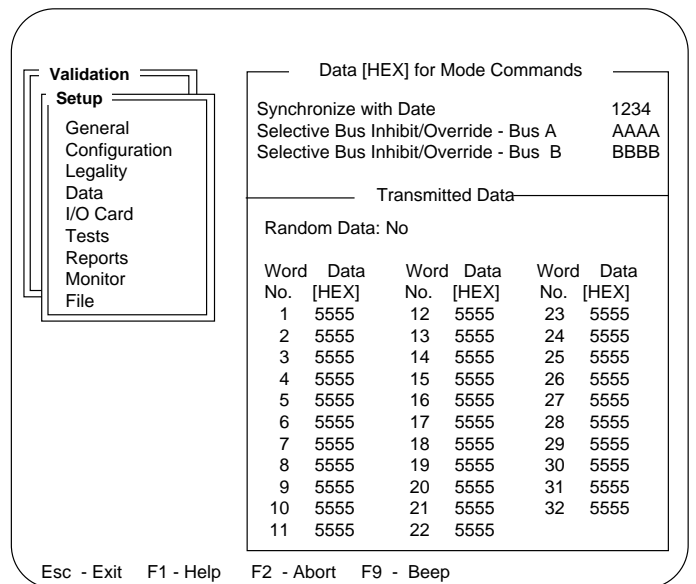 Validation
Setup
General
Configuration
Legality
Data
I/O Card
Tests
Reports
Monitor
File
Data [HEX] for Mode Commands
Synchronize with Date 1234
Selective Bus Inhibit/Override - Bus A AAAA
Selective Bus Inhibit/Override - Bus B BBBB
Transmitted Data
Random Data: No
Word Data Word Data Word Data
No. [HEX] No. [HEX] No. [HEX]
1 5555 12 5555 23 5555
2 5555 13 5555 24 5555
3 5555 14 5555 25 5555
4 5555 15 5555 26 5555
5 5555 16 5555 27 5555
6 5555 17 5555 28 5555
7 5555 18 5555 29 5555
8 5555 19 5555 30 5555
9 5555 20 5555 31 5555
10 5555 21 5555 32 5555
11 5555 22 5555
Esc - Exit F1 - Help F2 - Abort F9 - Beep